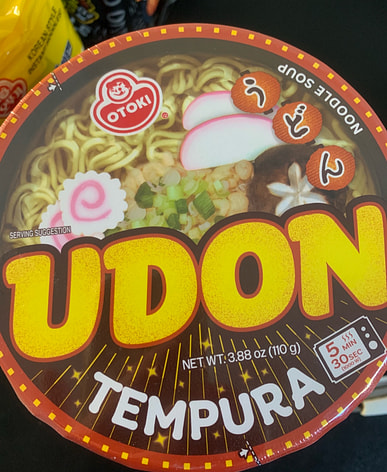 OTOKI
®
うどん
NOODLE SOUP
SERVING SUGGESTION
UDON
NET WT. 3.88 oz (110 g)
5 MIN
30 SEC
TEMPURA